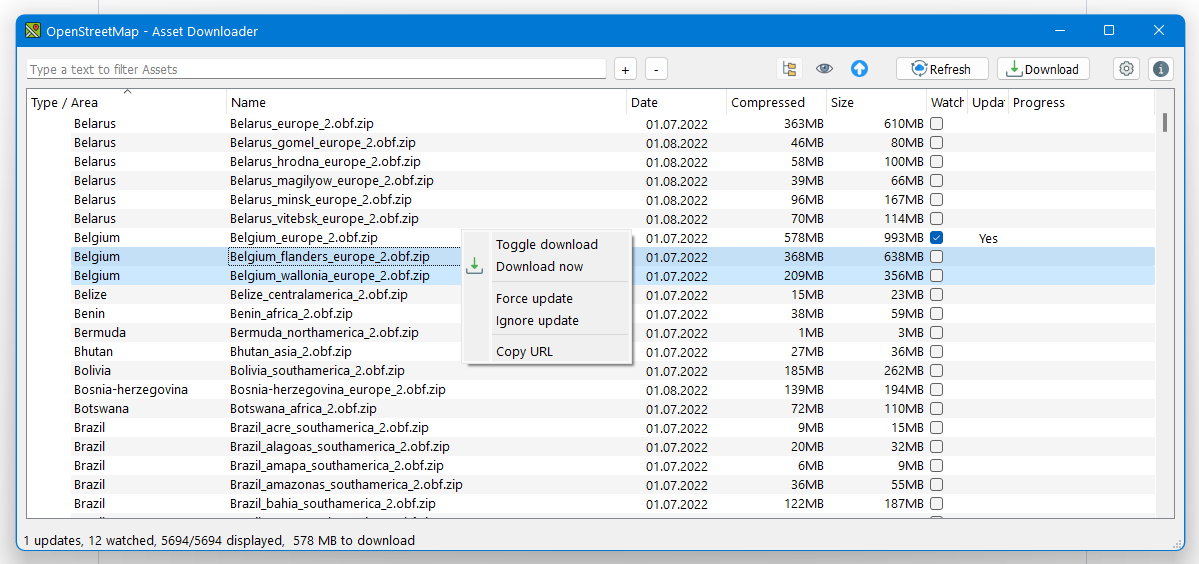 OpenStreetMap - Asset Downloader
Type a text to filter Assets + - Refresh Download
Type / Area Name Date Compressed Size Watch Updat Progress
Belarus Belarus_europe_2.obf.zip 01.07.2022 363MB 610MB
Belarus Belarus_gomel_europe_2.obf.zip 01.08.2022 46MB 80MB
Belarus Belarus_hrodna_europe_2.obf.zip 01.08.2022 58MB 100MB
Belarus Belarus_magilyow_europe_2.obf.zip 01.08.2022 39MB 66MB
Belarus Belarus_minsk_europe_2.obf.zip 01.08.2022 96MB 167MB
Belarus Belarus_vitebsk_europe_2.obf.zip 01.08.2022 70MB 114MB
Belgium Belgium_europe_2.obf.zip 01.07.2022 578MB 993MB Yes
Belgium Belgium_flanders_europe_2.obf.zip 01.07.2022 368MB 638MB
Belgium Belgium_wallonia_europe_2.obf.zip 01.07.2022 209MB 356MB
Belize Belize_centralamerica_2.obf.zip 01.07.2022 15MB 23MB
Benin Benin_africa_2.obf.zip 01.07.2022 38MB 59MB
Bermuda Bermuda_northamerica_2.obf.zip 01.07.2022 1MB 3MB
Bhutan Bhutan_asia_2.obf.zip 01.07.2022 27MB 36MB
Bolivia Bolivia_southamerica_2.obf.zip 01.07.2022 185MB 262MB
Bosnia-herzegovina Bosnia-herzegovina_europe_2.obf.zip 01.08.2022 139MB 194MB
Botswana Botswana_africa_2.obf.zip 01.07.2022 72MB 110MB
Brazil Brazil_acre_southamerica_2.obf.zip 01.07.2022 9MB 15MB
Brazil Brazil_alagoas_southamerica_2.obf.zip 01.07.2022 20MB 32MB
Brazil Brazil_amapa_southamerica_2.obf.zip 01.07.2022 6MB 9MB
Brazil Brazil_amazonas_southamerica_2.obf.zip 01.07.2022 36MB 55MB
Brazil Brazil_bahia_southamerica_2.obf.zip 01.07.2022 122MB 187MB
Toggle download
Download now
Force update
Ignore update
Copy URL
1 updates, 12 watched, 5694/5694 displayed, 578 MB to download